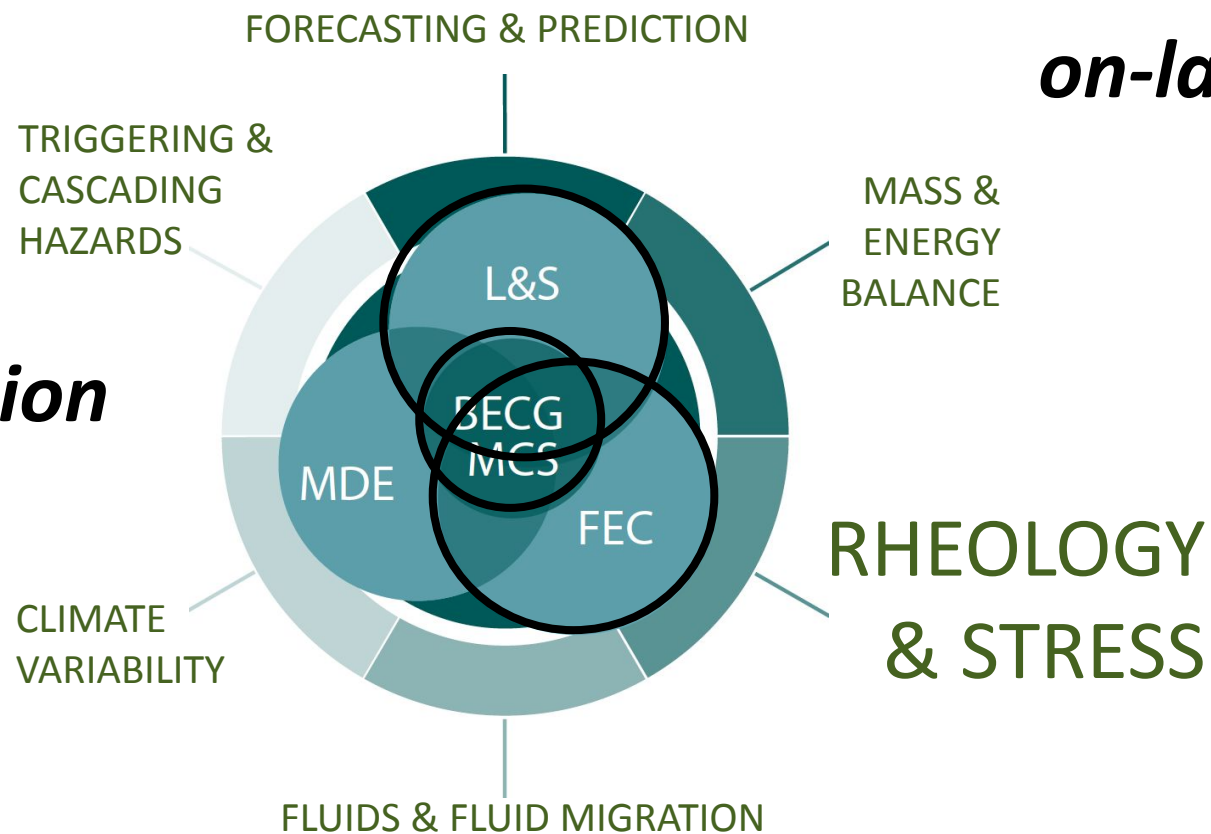 FORECASTING & PREDICTION
on-la
TRIGGERING &
CASCADING
HAZARDS
MASS &
ENERGY
BALANCE
L&S
ion
BECG
MCS
MDE
FEC
RHEOLOGY
& STRESS
CLIMATE
VARIABILITY
FLUIDS & FLUID MIGRATION